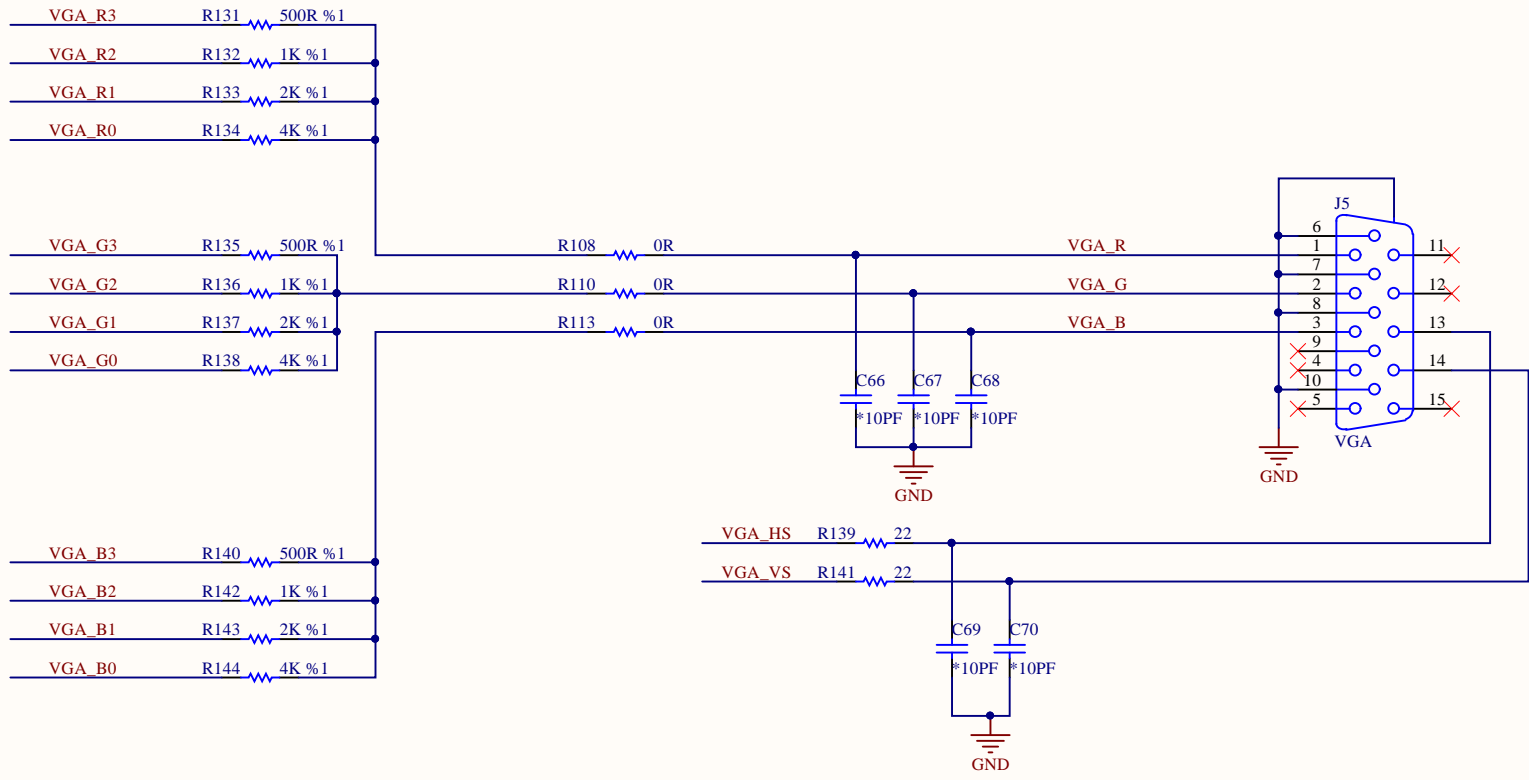 VGA_R3 R131 500R %1
VGA_R2 R132 1K %1
VGA_R1 R133 2K %1
VGA_R0 R134 4K %1
J5
6
VGA_G3 R135 500R %1 R108 0R VGA_R 1 11
7
VGA_G2 R136 1K %1 R110 0R VGA_G 2 12
8
VGA_G1 R137 2K %1 R113 0R VGA_B 3 13
9
VGA_G0 R138 4K %1 4 14
C66 C67 C68 10
5 15
*10PF *10PF *10PF
VGA
GND
GND
VGA_HS R139 22
VGA_B3 R140 500R %1
VGA_VS R141 22
VGA_B2 R142 1K %1
C69 C70
VGA_B1 R143 2K %1
VGA_B0 R144 4K %1 *10PF *10PF
GND